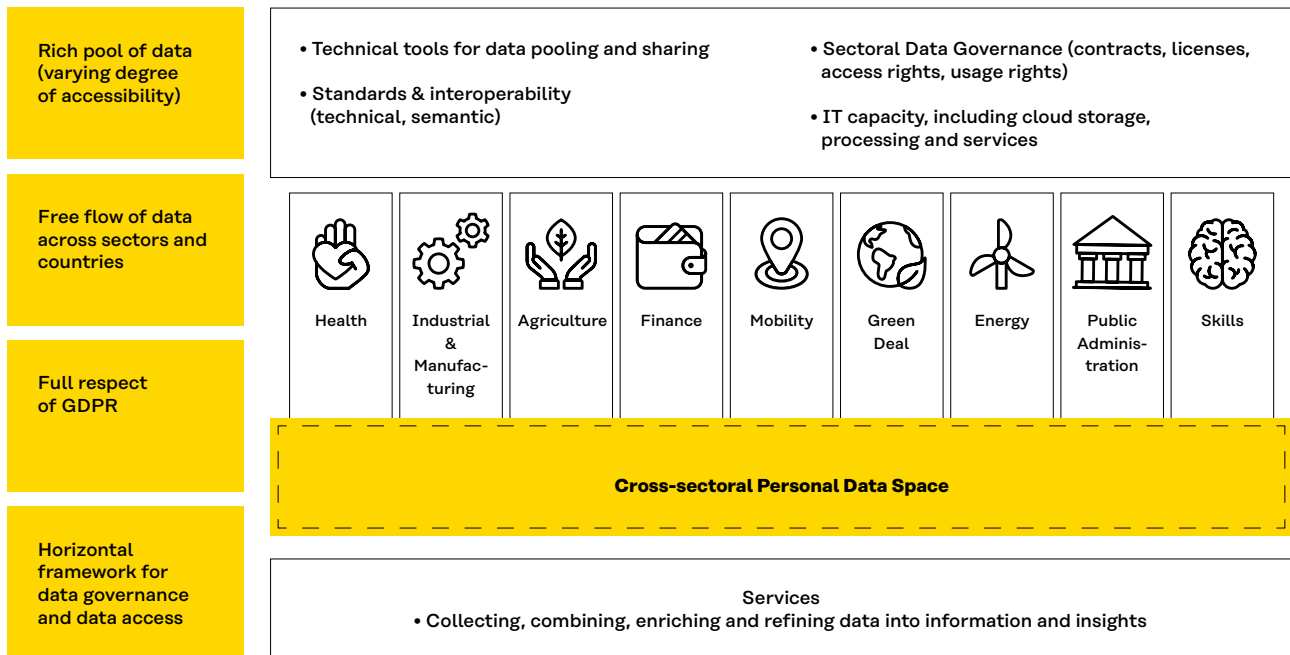 Rich pool of data
(varying degree
of accessibility)
Free flow of data
across sectors and
countries
Full respect
of GDPR
Horizontal
framework for
data governance
and data access
• Technical tools for data pooling and sharing
• Standards & interoperability
(technical, semantic)
• Sectoral Data Governance (contracts, licenses,
access rights, usage rights)
• IT capacity, including cloud storage,
processing and services
Health
Industrial
&
Manufac-
turing
Agriculture
Finance
Mobility
Green
Deal
Energy
Public
Adminis-
tration
Skills
Cross-sectoral Personal Data Space
Services
• Collecting, combining, enriching and refining data into information and insights